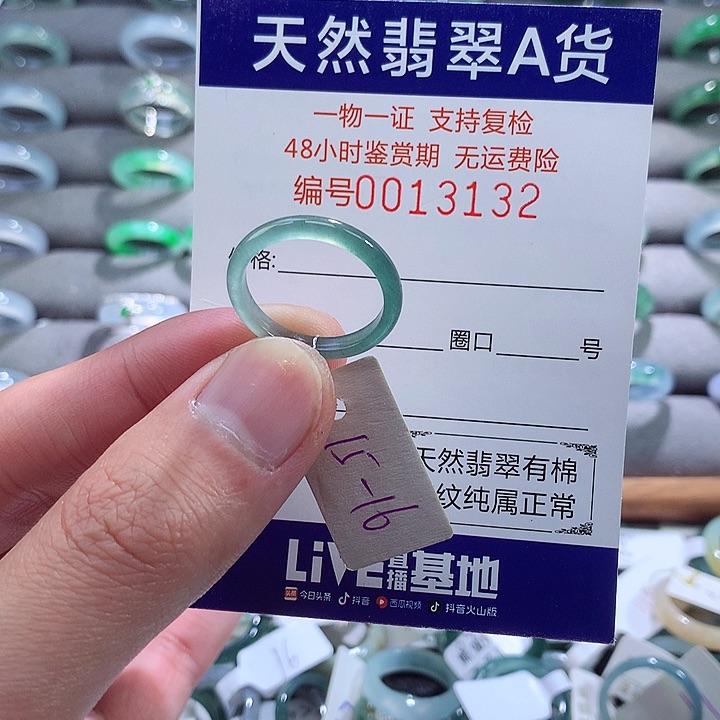 天然翡翠A货
一物一证 支持复检
48小时鉴赏期 无运费险
编号0013132
格:
圈口 号
天然翡翠有棉
纹纯属正常
15-16
LiVE直播基地
头条 今日头条 抖音 西瓜视频 抖音火山版
16